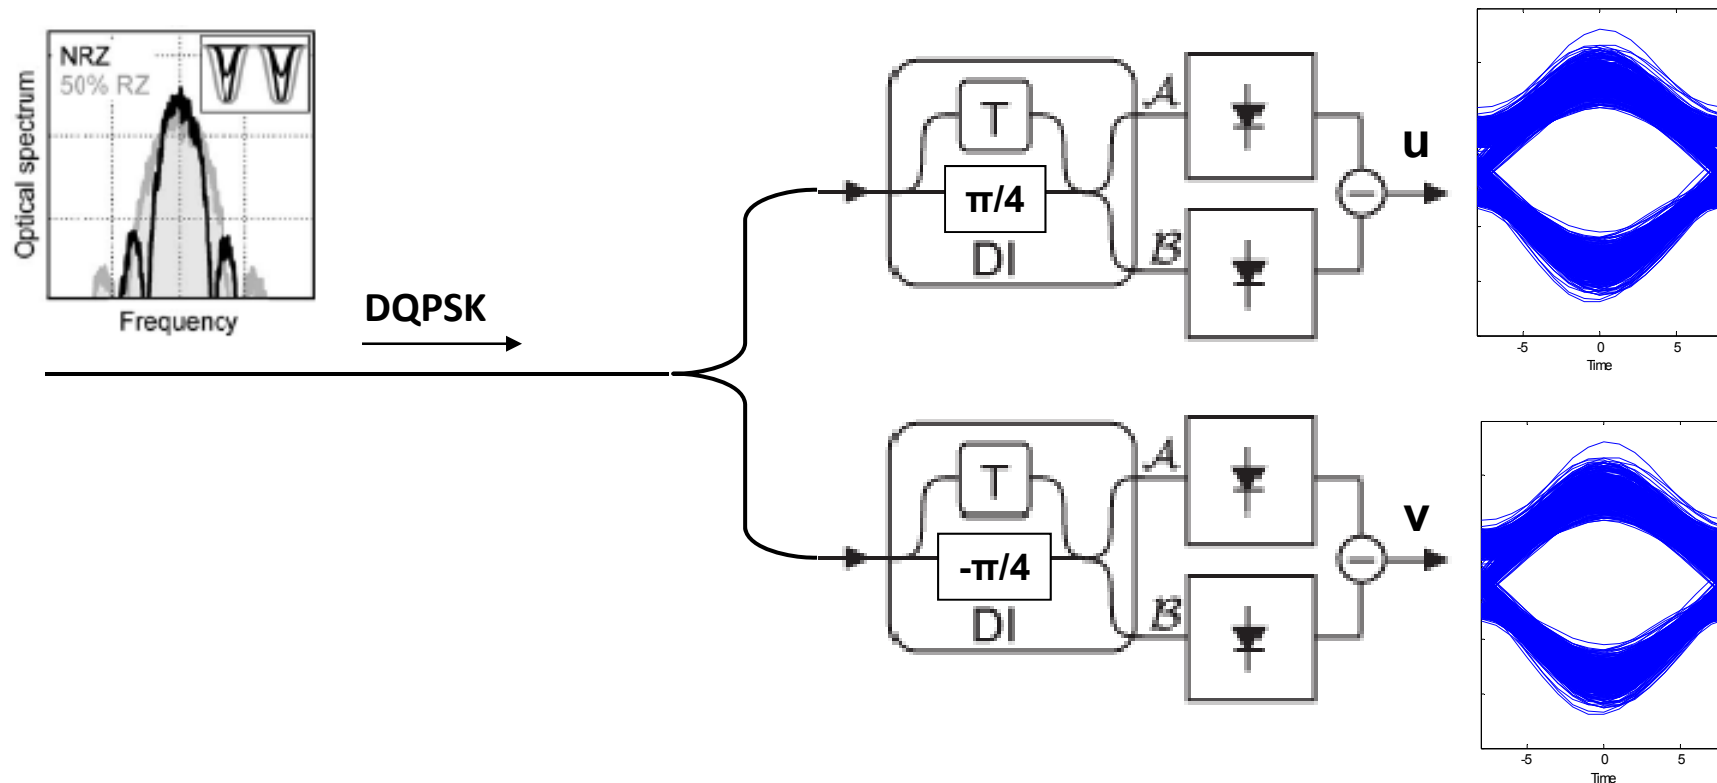 NRZ
50% RZ
Optical spectrum
Frequency
DQPSK
T
π/4
DI
A
B
−
u
-5 0 5
Time
T
-π/4
DI
A
B
−
v
-5 0 5
Time